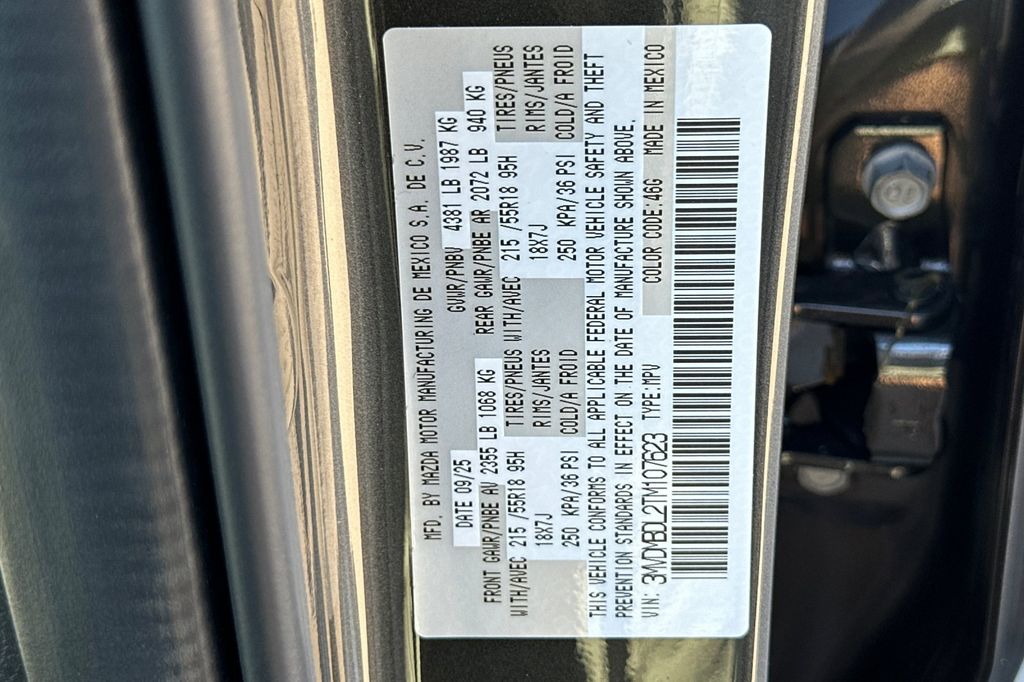 MFD. BY MAZDA MOTOR MANUFACTURING DE MEXICO S.A. DE C.V.
DATE 09/25 GVWR/PNBV 4381 LB 1987 KG
FRONT GAWR/PNBE AV 2355 LB 1068 KG REAR GAWR/PNBE AR 2072 LB 940 KG
WITH/AVEC 215 /55R18 95H TIRES/PNEUS WITH/AVEC 215 /55R18 95H TIRES/PNEUS
18X7J RIMS/JANTES 18X7J RIMS/JANTES
250 KPA/36 PSI COLD/A FROID 250 KPA/36 PSI COLD/A FROID
THIS VEHICLE CONFORMS TO ALL APPLICABLE FEDERAL MOTOR VEHICLE SAFETY AND THEFT
PREVENTION STANDARDS IN EFFECT ON THE DATE OF MANUFACTURE SHOWN ABOVE.
VIN: 3MVDMBDL2TM107623 TYPE:MPV COLOR CODE:46G MADE IN MEXICO